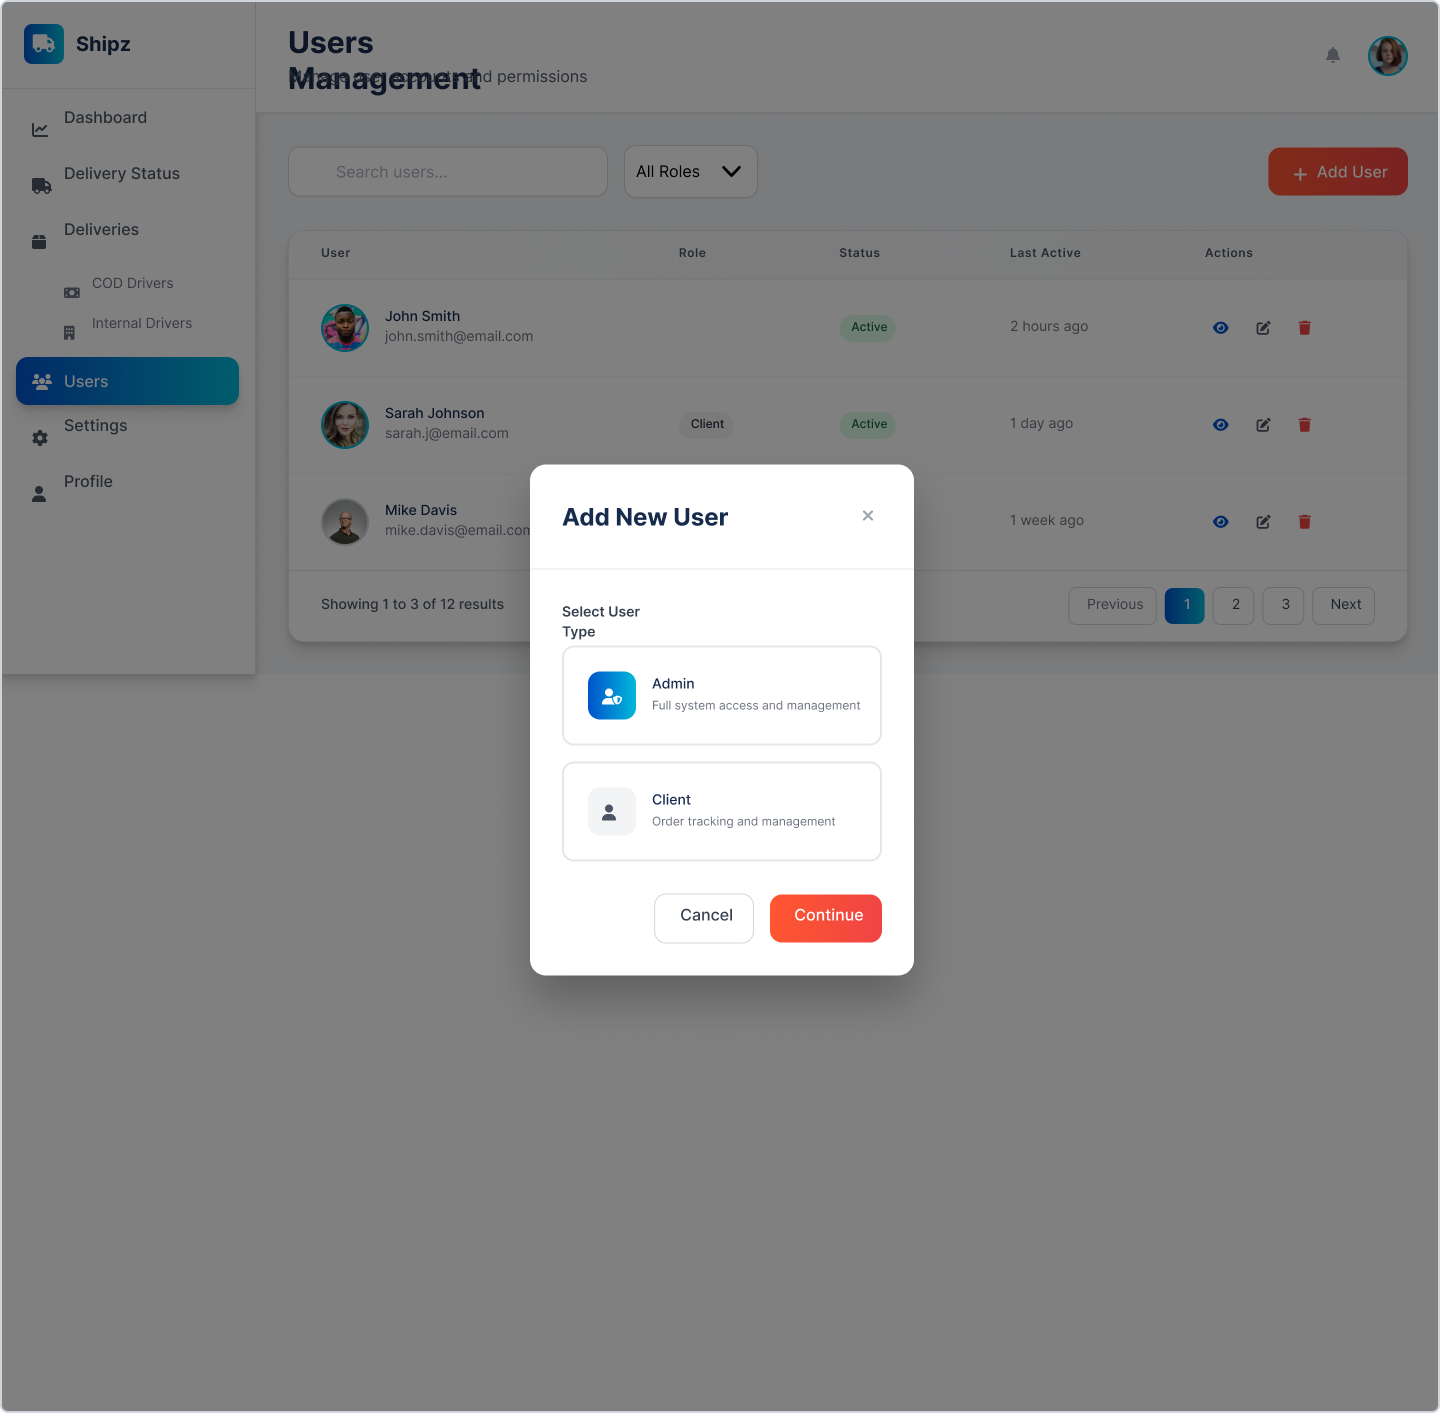 Shipz
Dashboard
Delivery Status
Deliveries
COD Drivers
Internal Drivers
Users
Settings
Profile
Users
Management
Manage user accounts and permissions
Search users...
All Roles
Add User
User Role Status Last Active Actions
John Smith
john.smith@email.com
Active
2 hours ago
Sarah Johnson
sarah.j@email.com
Client
Active
1 day ago
Mike Davis
mike.davis@email.com
1 week ago
Showing 1 to 3 of 12 results
Previous 1 2 3 Next
Add New User
Select User
Type
Admin
Full system access and management
Client
Order tracking and management
Cancel
Continue